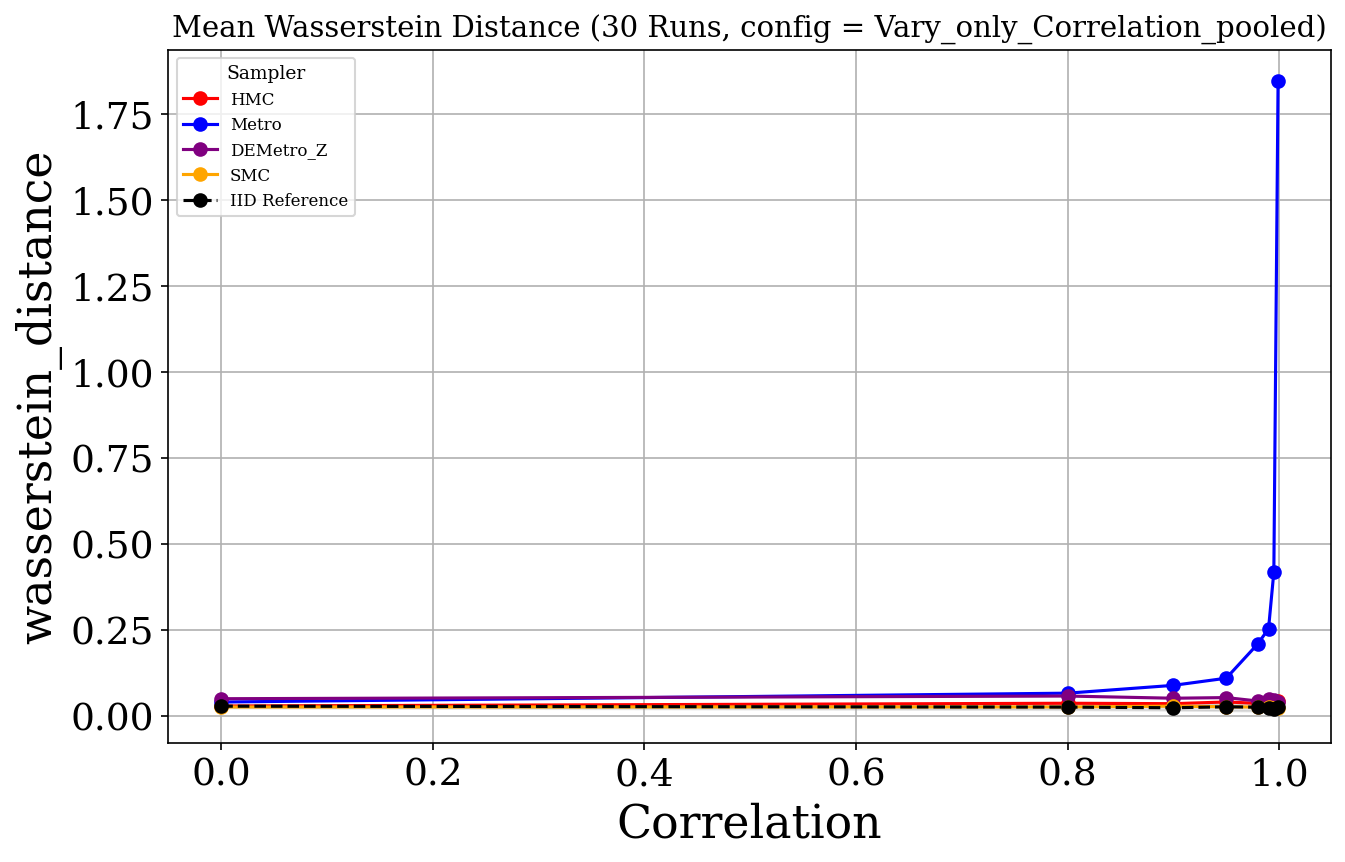 Mean Wasserstein Distance (30 Runs, config = Vary_only_Correlation_pooled)
Sampler
HMC
Metro
DEMetro_Z
SMC
IID Reference
wasserstein_distance
1.75
1.50
1.25
1.00
0.75
0.50
0.25
0.00
0.0 0.2 0.4 0.6 0.8 1.0
Correlation